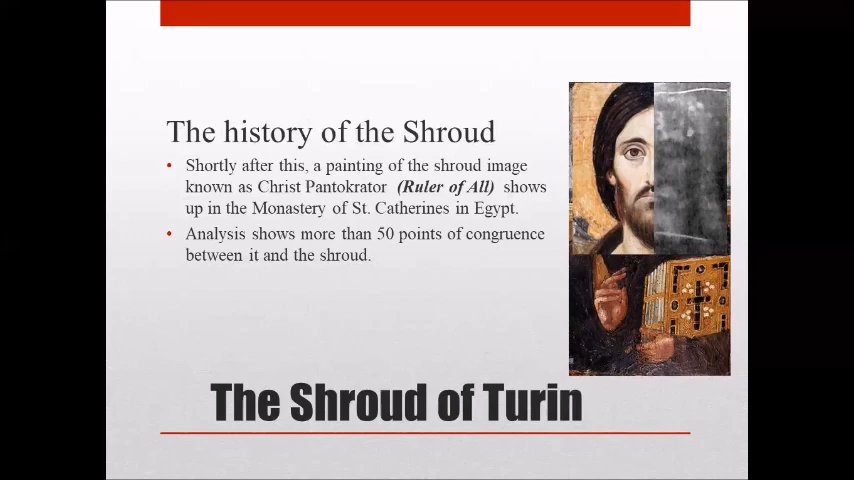 The history of the Shroud
• Shortly after this, a painting of the shroud image
known as Christ Pantokrator (Ruler of All) shows
up in the Monastery of St. Catherines in Egypt.
• Analysis shows more than 50 points of congruence
between it and the shroud.
The Shroud of Turin